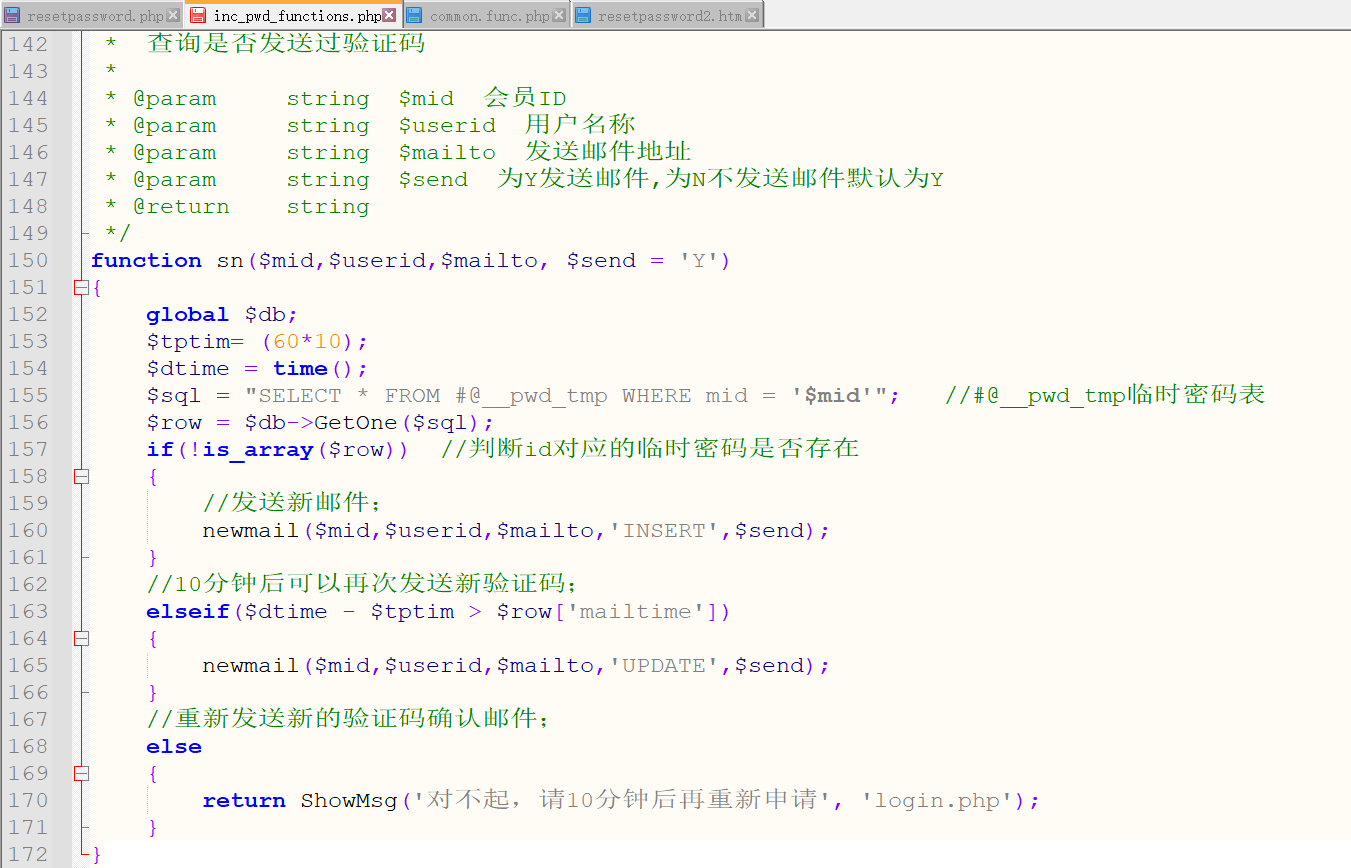 resetpassword.php inc_pwd_functions.php common.func.php resetpassword2.htm
142 * 查询是否发送过验证码
143 *
144 * @param string $mid 会员ID
145 * @param string $userid 用户名称
146 * @param string $mailto 发送邮件地址
147 * @param string $send 为Y发送邮件,为N不发送邮件默认为Y
148 * @return string
149 */
150 function sn($mid,$userid,$mailto, $send = 'Y')
151 {
152 global $db;
153 $tptim= (60*10);
154 $dtime = time();
155 $sql = "SELECT * FROM #@__pwd_tmp WHERE mid = '$mid'"; //#@__pwd_tmp临时密码表
156 $row = $db->GetOne($sql);
157 if(!is_array($row)) //判断id对应的临时密码是否存在
158 {
159 //发送新邮件;
160 newmail($mid,$userid,$mailto,'INSERT',$send);
161 }
162 //10分钟后可以再次发送新验证码;
163 elseif($dtime - $tptim > $row['mailtime'])
164 {
165 newmail($mid,$userid,$mailto,'UPDATE',$send);
166 }
167 //重新发送新的验证码确认邮件;
168 else
169 {
170 return ShowMsg('对不起，请10分钟后再重新申请', 'login.php');
171 }
172 }